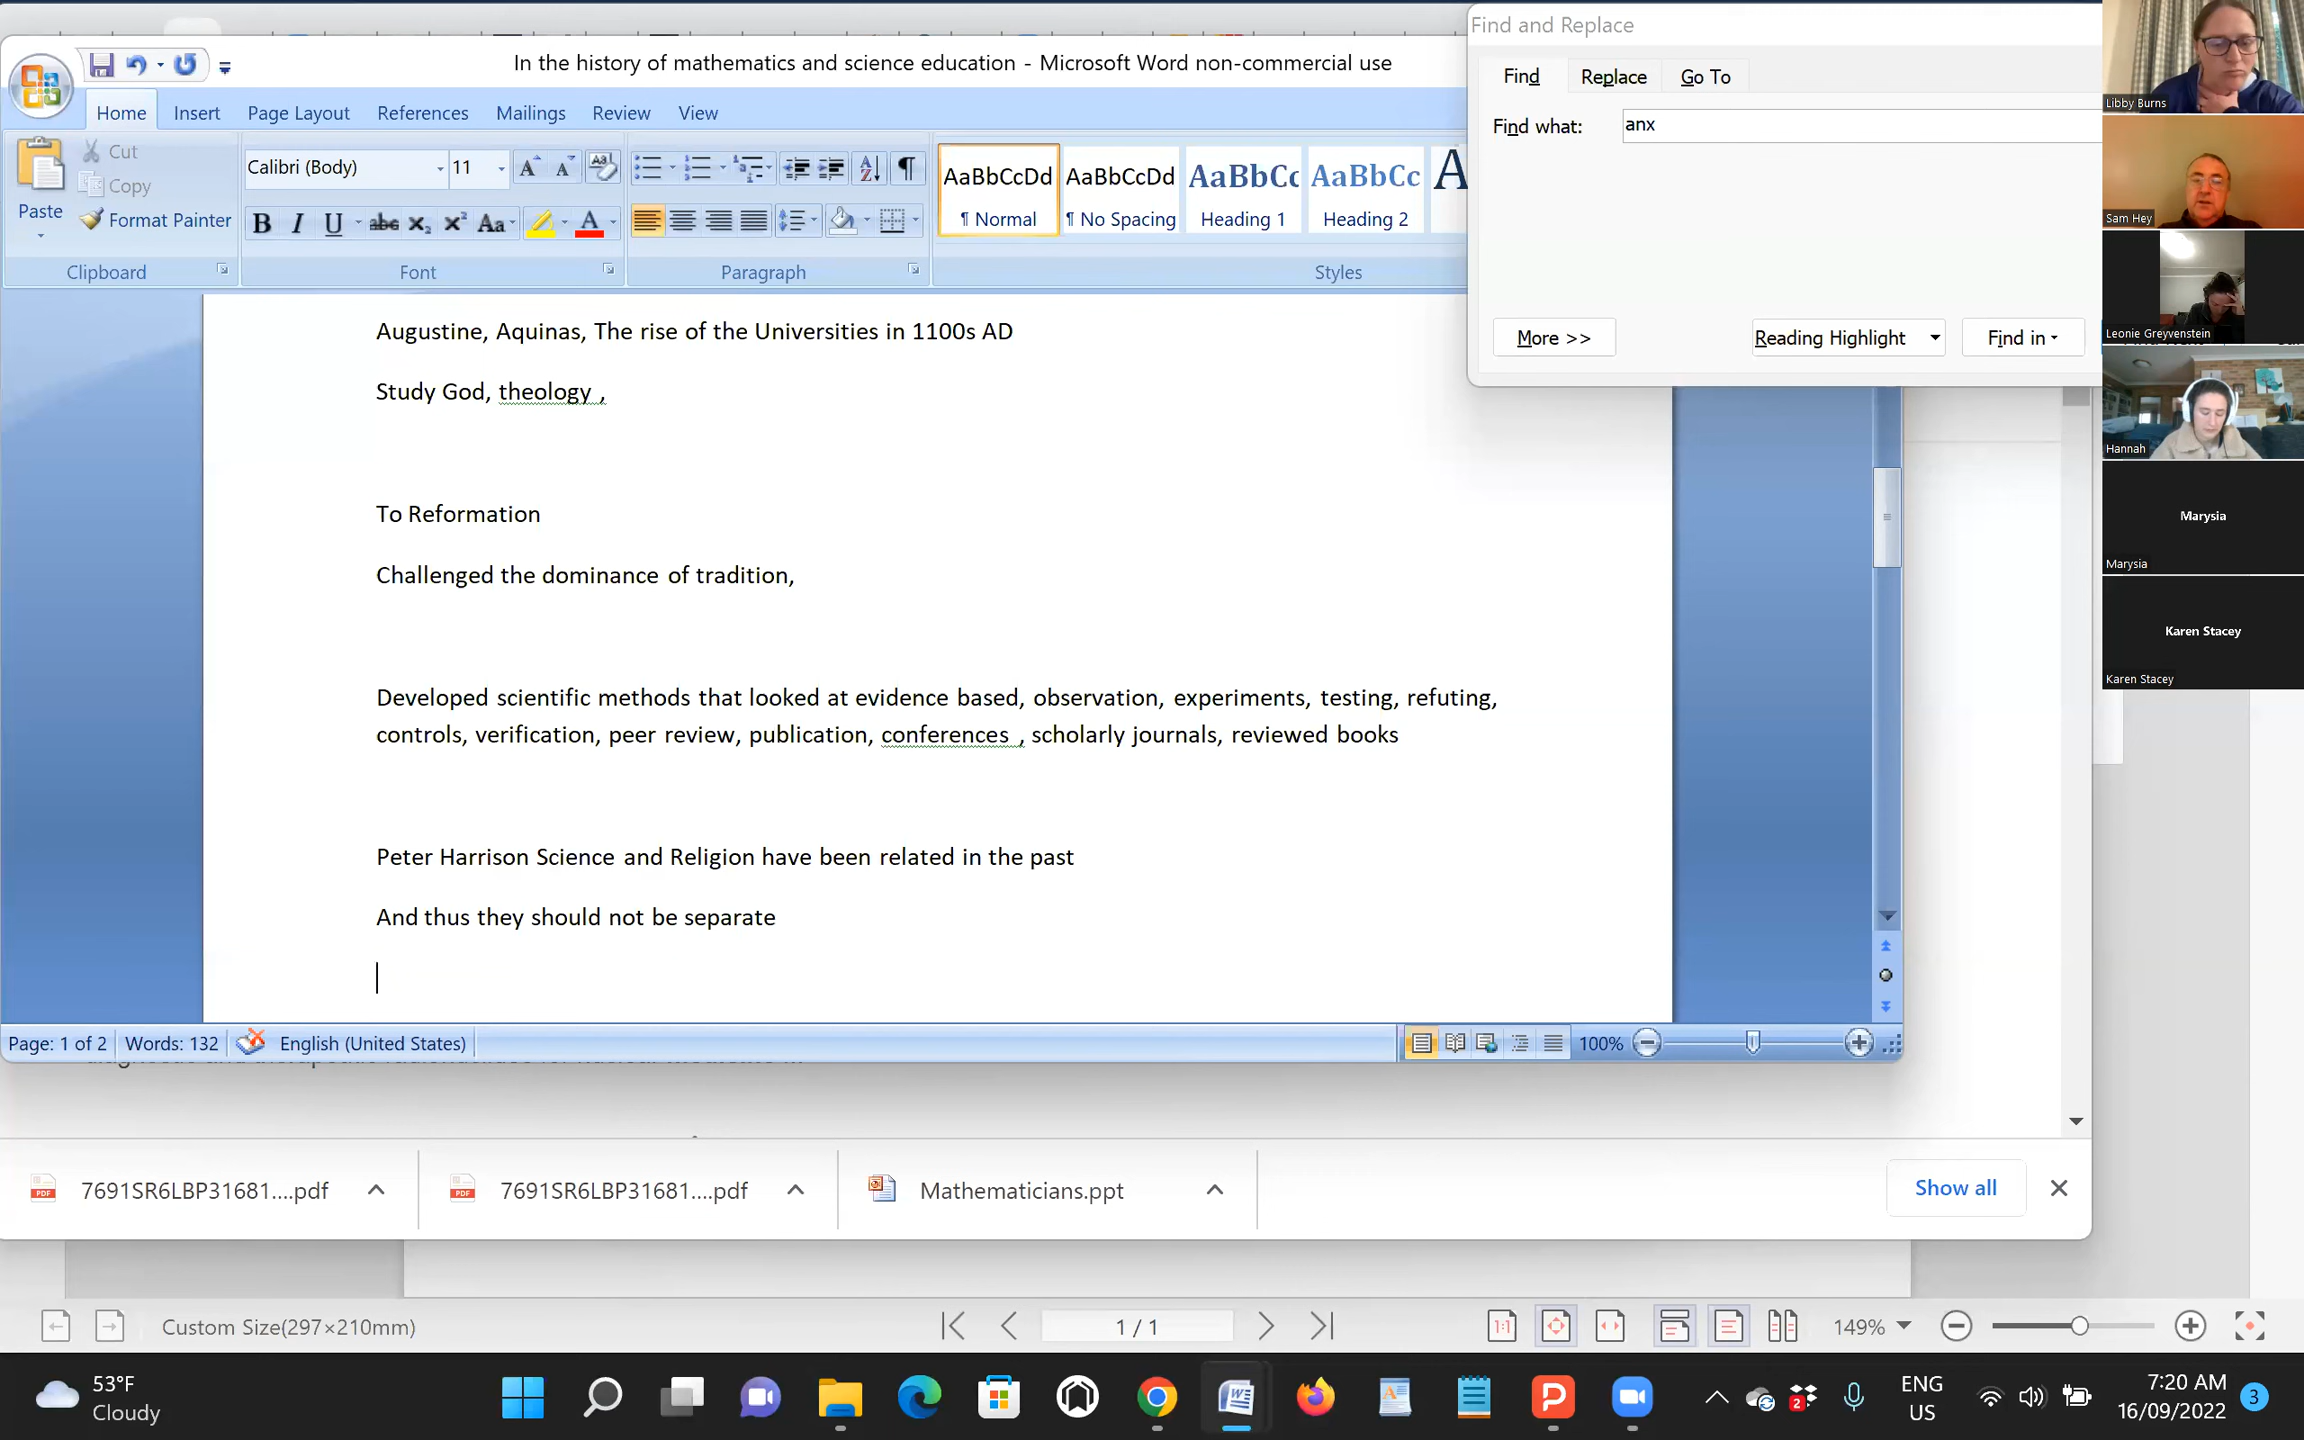 In the history of mathematics and science education - Microsoft Word non-commercial use
Home
Insert
Page Layout
References
Mailings
Review
View
Paste
Cut
Copy
Format Painter
Clipboard
Calibri (Body)
11
Font
Paragraph
AaBbCcDd
¶ Normal
AaBbCcDd
¶ No Spacing
AaBbCc
Heading 1
AaBbCc
Heading 2
Styles
Find and Replace
Find
Replace
Go To
Find what:
anx
More >>
Reading Highlight
Find in
Augustine, Aquinas, The rise of the Universities in 1100s AD
Study God, theology ,
To Reformation
Challenged the dominance of tradition,
Developed scientific methods that looked at evidence based, observation, experiments, testing, refuting,
controls, verification, peer review, publication, conferences , scholarly journals, reviewed books
Peter Harrison Science and Religion have been related in the past
And thus they should not be separate
Page: 1 of 2
Words: 132
English (United States)
100%
Libby Burns
Sam Hey
Leonie Greyvenstein
Hannah
Marysia
Marysia
Karen Stacey
Karen Stacey
7691SR6LBP31681....pdf
7691SR6LBP31681....pdf
Mathematicians.ppt
Show all
Custom Size(297×210mm)
1 / 1
149%
53°F
Cloudy
ENG
US
7:20 AM
16/09/2022
3